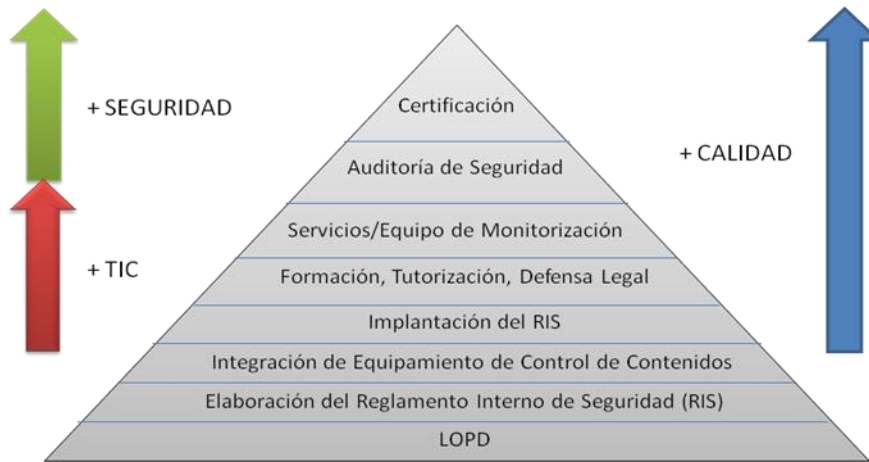 Certificación
+ SEGURIDAD
+ CALIDAD
Auditoría de Seguridad
Servicios/Equipo de Monitorización
+ TIC
Formación, Tutorización, Defensa Legal
Implantación del RIS
Integración de Equipamiento de Control de Contenidos
Elaboración del Reglamento Interno de Seguridad (RIS)
LOPD